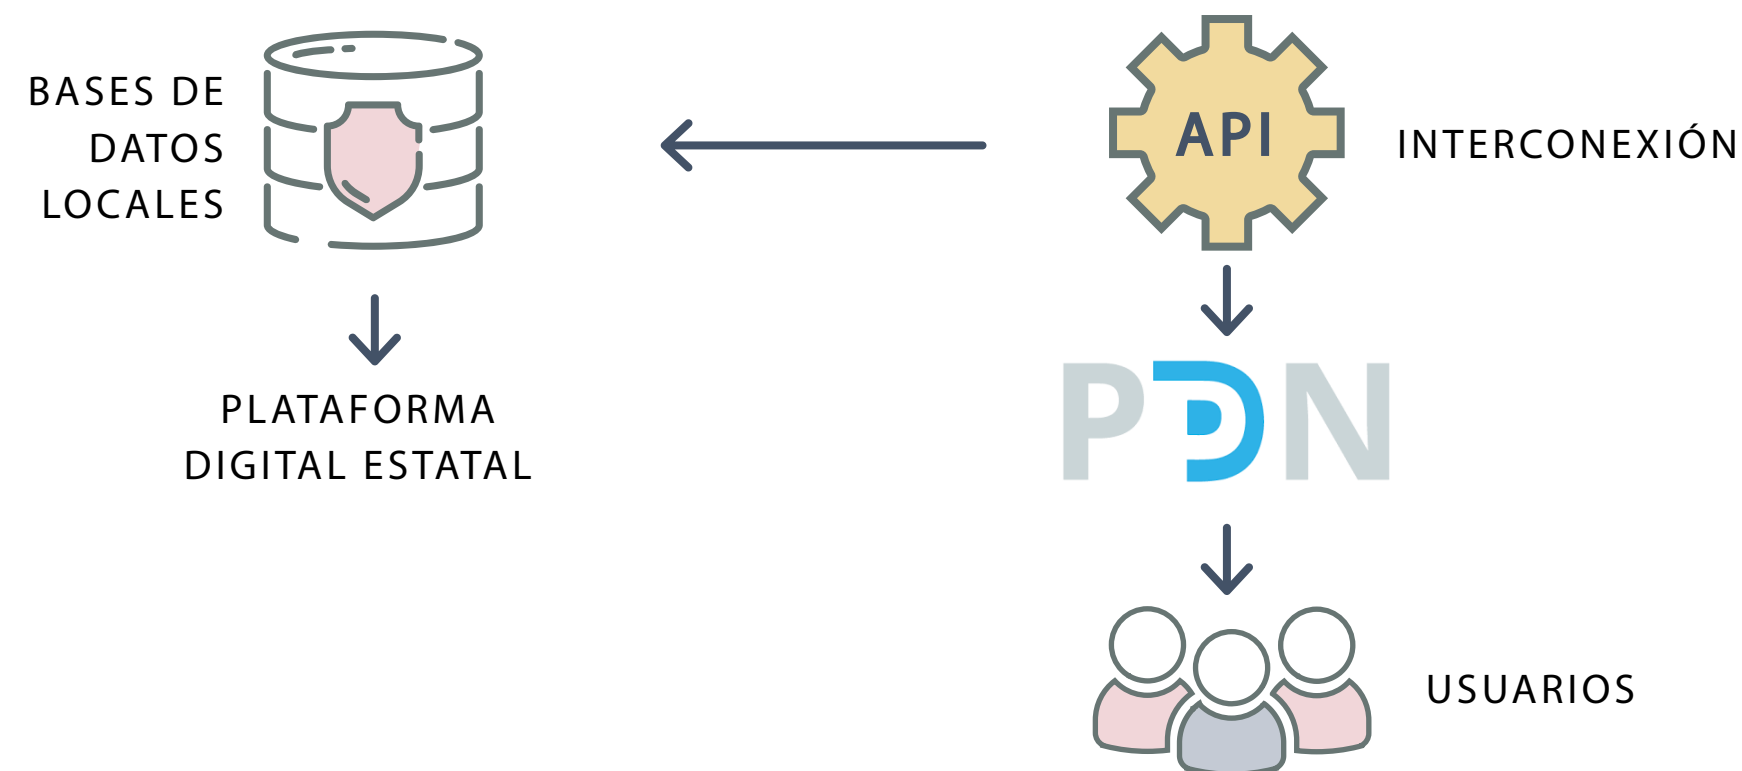 BASES DE
DATOS
LOCALES
API
INTERCONEXIÓN
PLATAFORMA
DIGITAL ESTATAL
PDN
USUARIOS